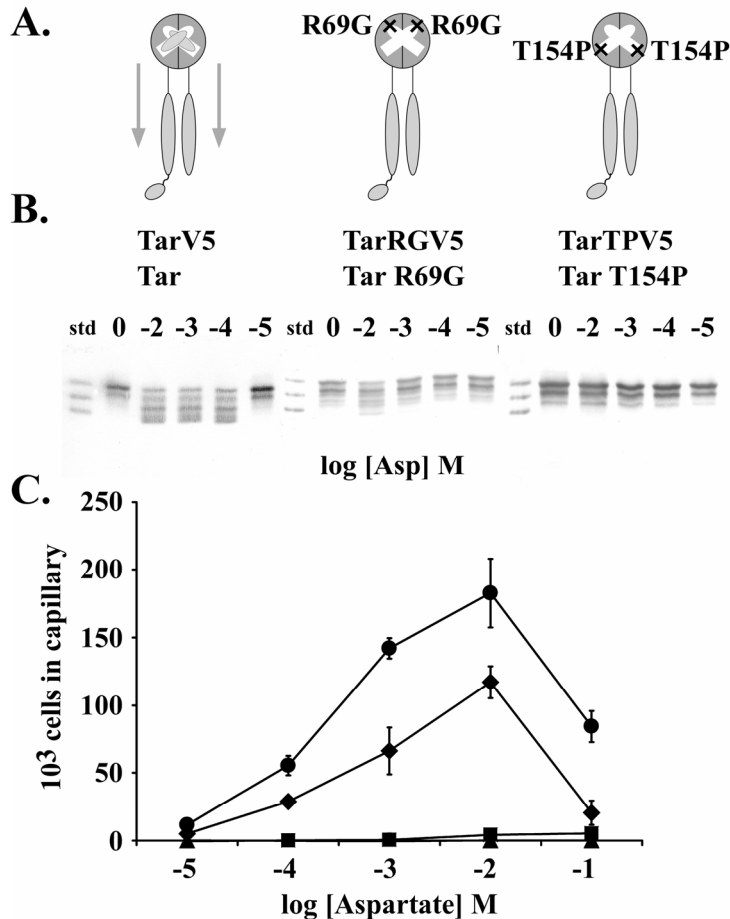 A.
R69G R69G
T154P T154P
B.
TarV5 TarRGV5 TarTPV5
Tar Tar R69G Tar T154P
std 0 -2 -3 -4 -5 std 0 -2 -3 -4 -5 std 0 -2 -3 -4 -5
log [Asp] M
C.
250
200
150
100
50
0
10³ cells in capillary
-5 -4 -3 -2 -1
log [Aspartate] M